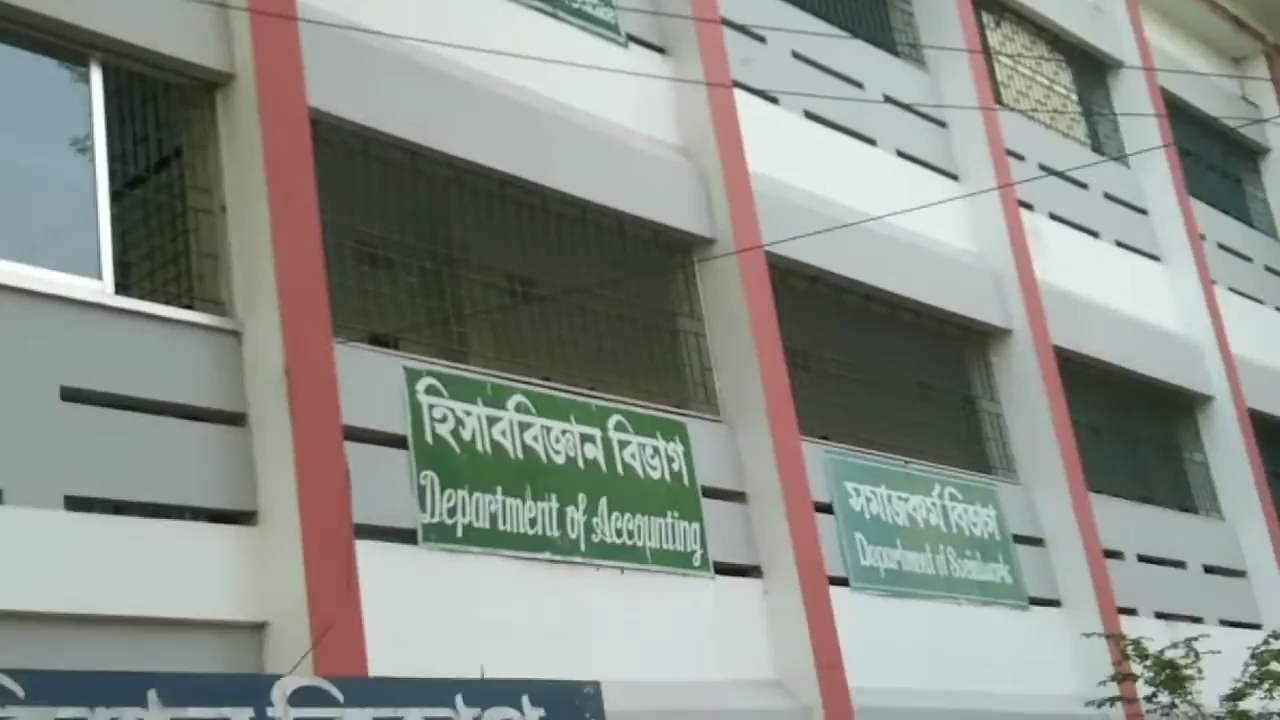 হিসাববিজ্ঞান বিভাগ
Department of Accounting
সমাজকর্ম বিভাগ
Department of Socialwork